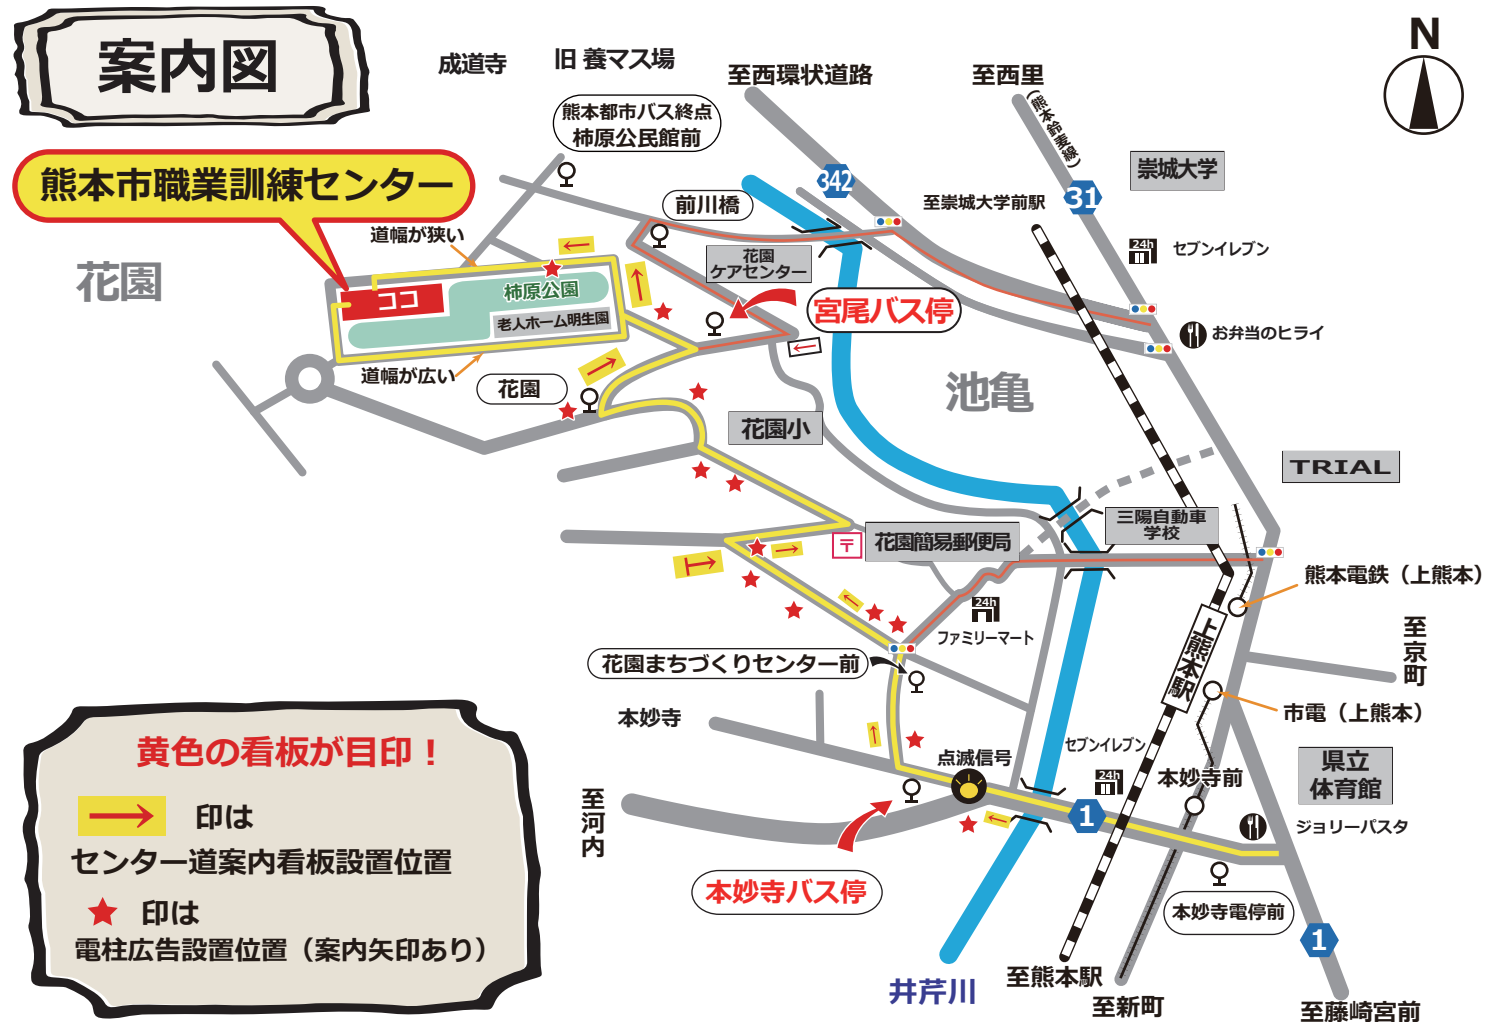 案内図
成道寺
旧 養マス場
至西環状道路
至西里
N
熊本都市バス終点
柿原公民館前
(熊本鈴麦線)
342
崇城大学
熊本市職業訓練センター
31
前川橋
至崇城大学前駅
道幅が狭い
24h
セブンイレブン
花園
花園
ケアセンター
柿原公園
ココ
宮尾バス停
老人ホーム明生園
お弁当のヒライ
道幅が広い
花園
池亀
花園小
TRIAL
三陽自動車
学校
〒
花園簡易郵便局
熊本電鉄（上熊本）
24h
ファミリーマート
至京町
上熊本駅
花園まちづくりセンター前
本妙寺
市電（上熊本）
黄色の看板が目印！
セブンイレブン
点滅信号
24h
本妙寺前
県立
体育館
至河内
印は
1
ジョリーパスタ
センター道案内看板設置位置
本妙寺バス停
印は
本妙寺電停前
電柱広告設置位置（案内矢印あり）
1
井芹川
至熊本駅
至新町
至藤崎宮前